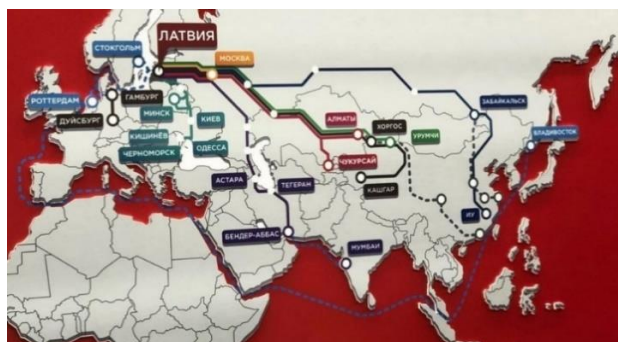 ЛАТВИЯ
СТОКГОЛЬМ
МОСКВА
РОТТЕРДАМ
ГАМБУРГ
ДУЙСБУРГ
МИНСК
КИЕВ
КИШИНЁВ
ЧЕРНОМОРСК
ОДЕССА
АЛМАТЫ
ХОРГОС
УРУМЧИ
ЗАБАЙКАЛЬСК
ВЛАДИВОСТОК
ЧУКУРСАЙ
КАШГАР
АСТАРА
ТЕГЕРАН
БЕНДЕР-АББАС
МУМБАИ
ИУ